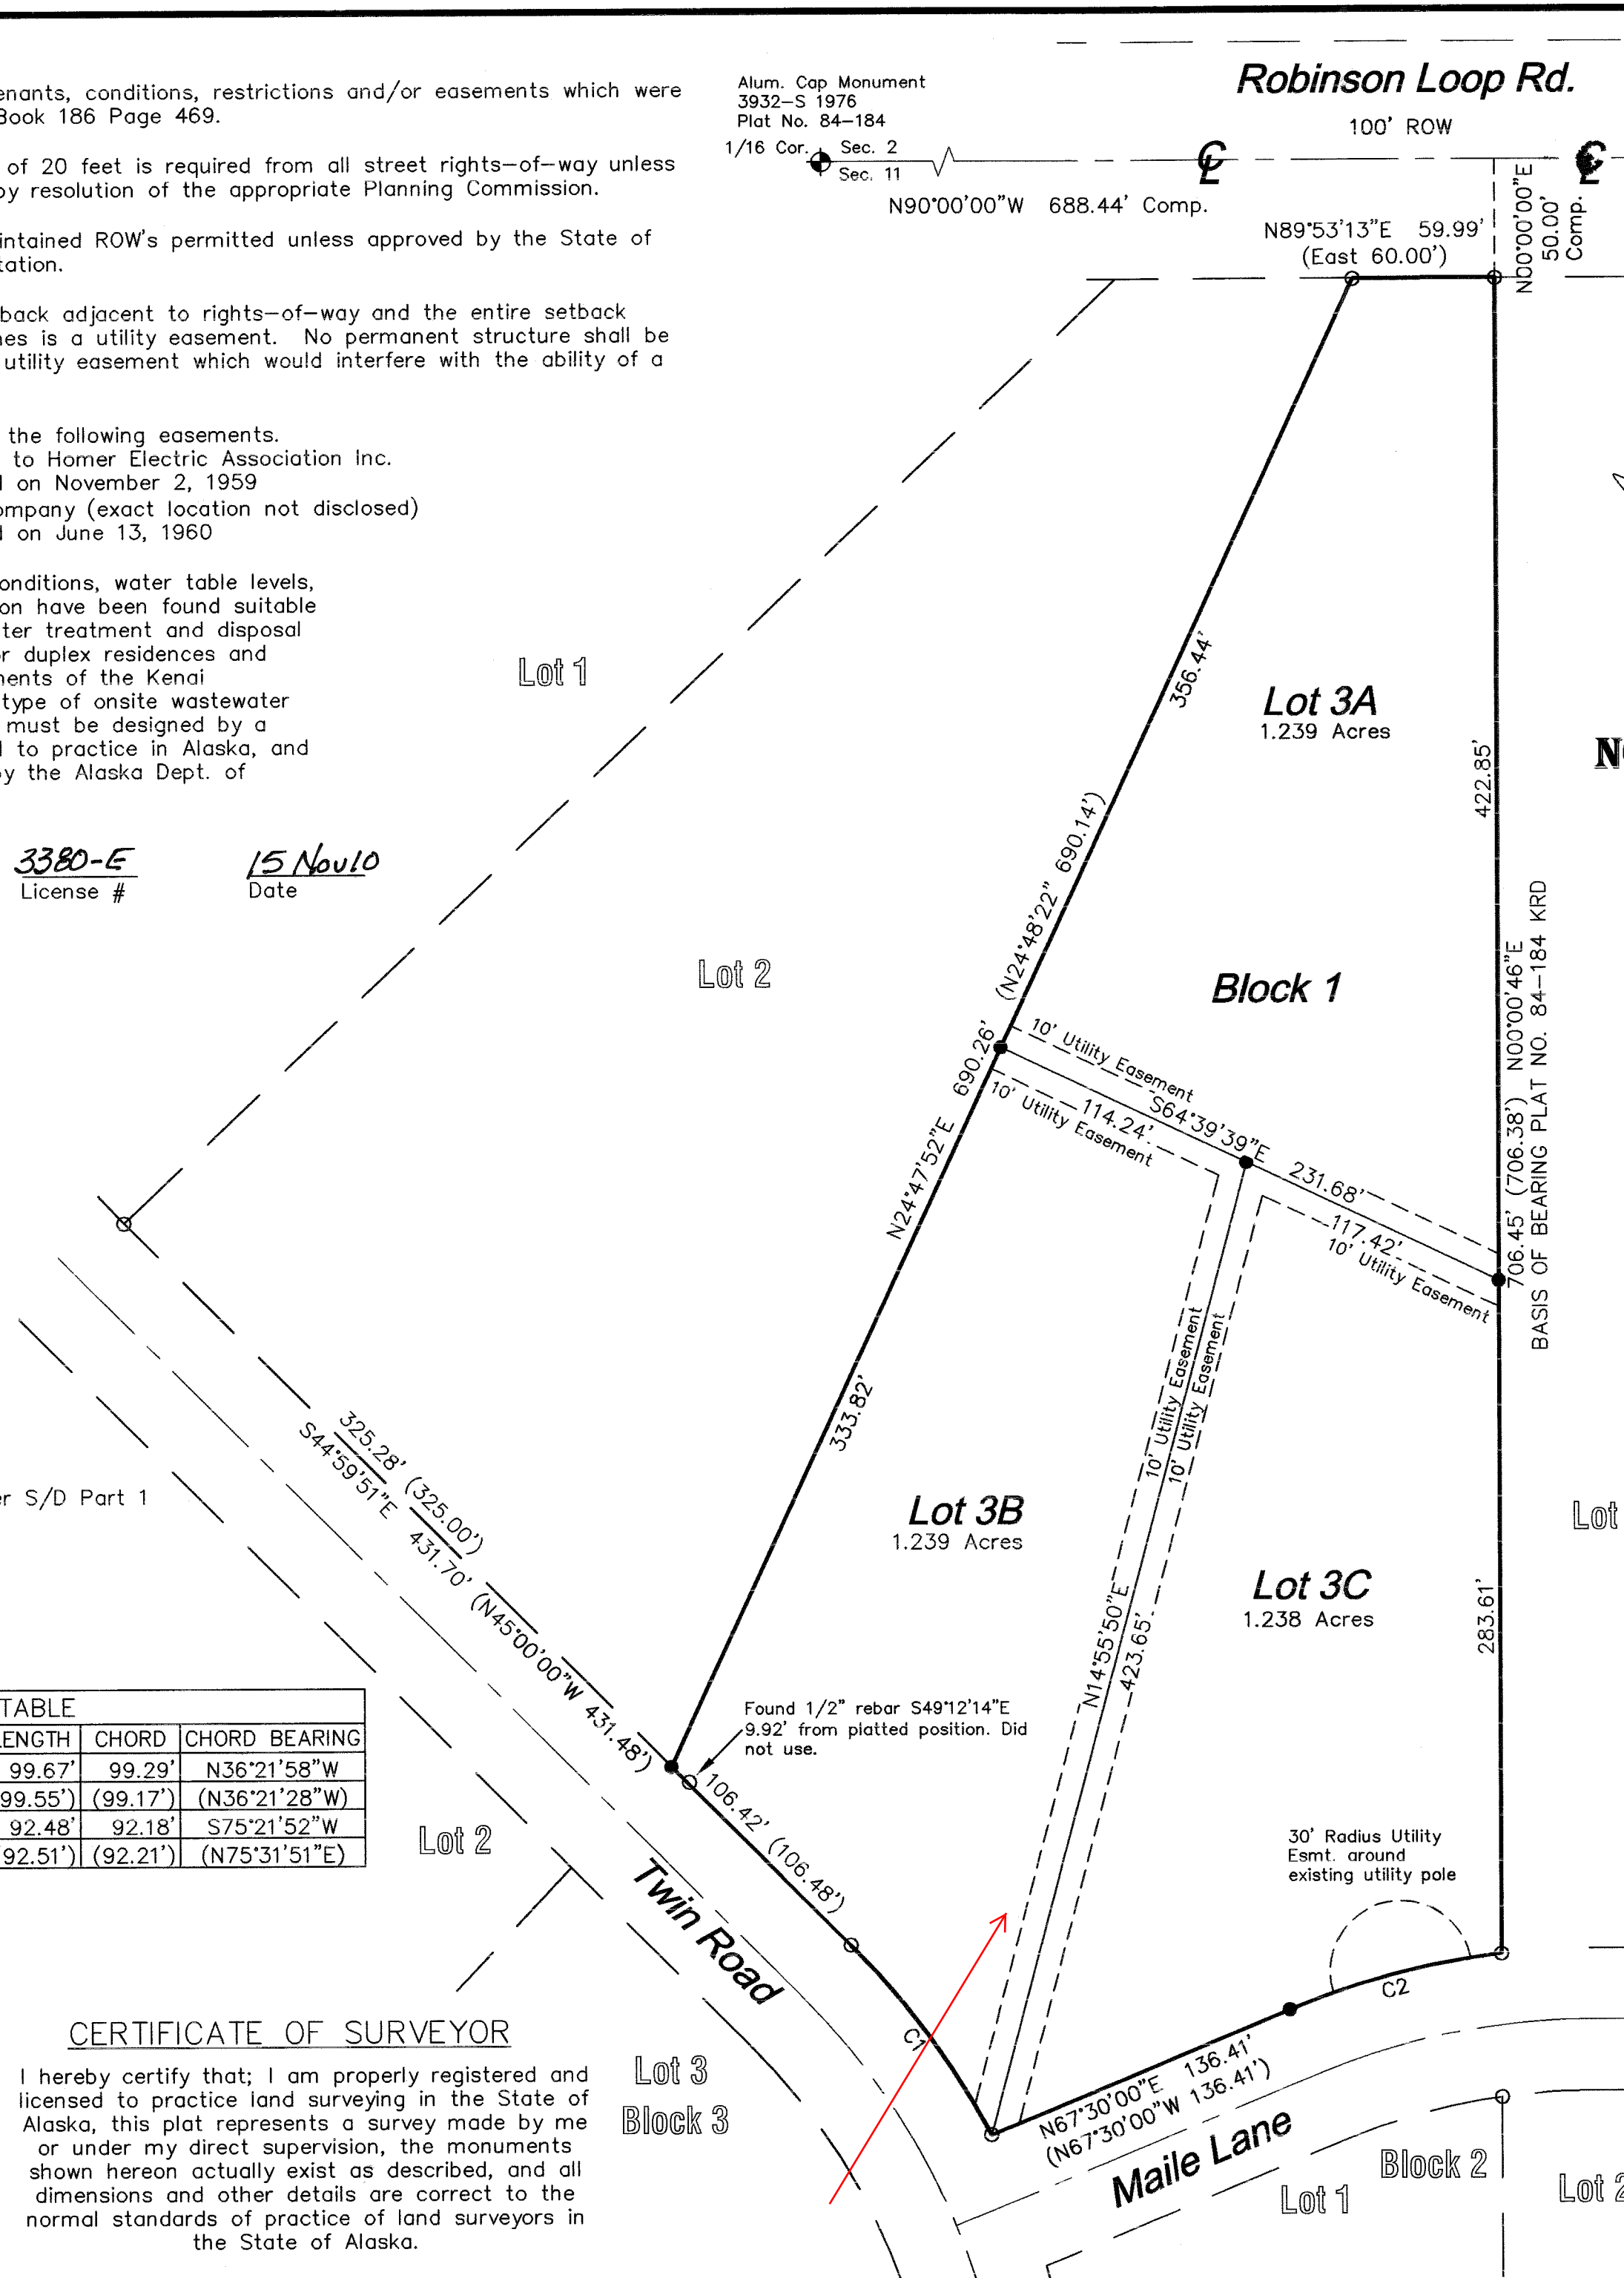 enants, conditions, restrictions and/or easements which were
Book 186 Page 469.
of 20 feet is required from all street rights-of-way unless
by resolution of the appropriate Planning Commission.
intained ROW's permitted unless approved by the State of
tation.
back adjacent to rights-of-way and the entire setback
nes is a utility easement. No permanent structure shall be
utility easement which would interfere with the ability of a
the following easements.
to Homer Electric Association Inc.
on November 2, 1959
ompany (exact location not disclosed)
on June 13, 1960
onditions, water table levels,
on have been found suitable
ter treatment and disposal
r duplex residences and
nents of the Kenai
type of onsite wastewater
must be designed by a
to practice in Alaska, and
by the Alaska Dept. of
3380-E
License #
15 Nov10
Date
Alum. Cap Monument
3932-S 1976
Plat No. 84-184
1/16 Cor.
Sec. 2
Sec. 11
N90°00'00"W 688.44' Comp.
Robinson Loop Rd.
100' ROW
N89°53'13"E 59.99'
(East 60.00')
N00°00'00"E
50.00'
Comp.
Lot 1
Lot 2
356.44'
Lot 3A
1.239 Acres
422.85'
(N24°48'22" 690.14')
N24°47'52"E 690.26'
Block 1
10' Utility Easement
S64°39'39"E 231.68'
10' Utility Easement
114.24'
117.42'
10' Utility Easement
706.45' (706.38') N00°00'46"E
BASIS OF BEARING PLAT NO. 84-184 KRD
333.82'
10' Utility Easement
10' Utility Easement
325.28' (325.00')
S44°59'51"E 431.70' (N45°00'00"W 431.48')
er S/D Part 1
Lot 3B
1.239 Acres
Lot 3C
1.238 Acres
Lot
283.61'
N14°55'50"E
423.65'
Found 1/2" rebar S49°12'14"E
9.92' from platted position. Did
not use.
106.42' (106.48')
TABLE
LENGTH CHORD CHORD BEARING
99.67' 99.29' N36°21'58"W
99.55') (99.17') (N36°21'28"W)
92.48' 92.18' S75°21'52"W
92.51') (92.21') (N75°31'51"E)
Lot 2
Twin Road
30' Radius Utility
Esmt. around
existing utility pole
C1
C2
N67°30'00"E 136.41'
(N67°30'00"W 136.41')
Maile Lane
Lot 3
Block 3
Block 2
Lot 1
Lot 2
CERTIFICATE OF SURVEYOR
I hereby certify that; I am properly registered and
licensed to practice land surveying in the State of
Alaska, this plat represents a survey made by me
or under my direct supervision, the monuments
shown hereon actually exist as described, and all
dimensions and other details are correct to the
normal standards of practice of land surveyors in
the State of Alaska.